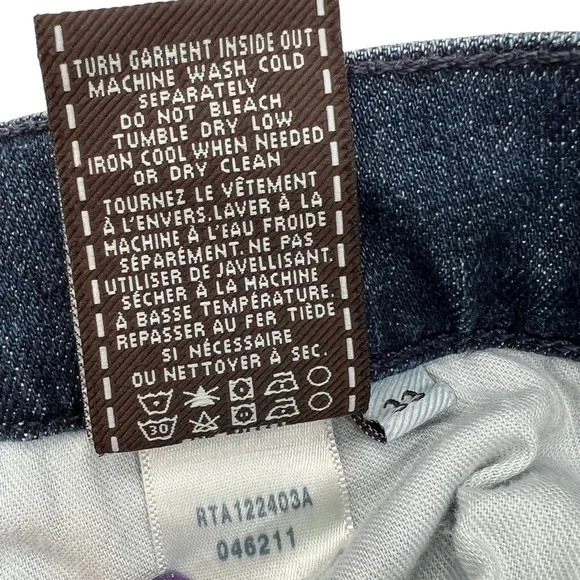 TURN GARMENT INSIDE OUT
MACHINE WASH COLD
SEPARATELY
DO NOT BLEACH
TUMBLE DRY LOW
IRON COOL WHEN NEEDED
OR DRY CLEAN
TOURNEZ LE VÊTEMENT
À L'ENVERS. LAVER À LA
MACHINE À L'EAU FROIDE
SÉPARÉMENT. NE PAS
UTILISER DE JAVELLISANT.
SÉCHER À LA MACHINE
À BASSE TEMPÉRATURE.
REPASSER AU FER TIÈDE
SI NÉCESSAIRE
OU NETTOYER À SEC.
30
RTA122403A
046211